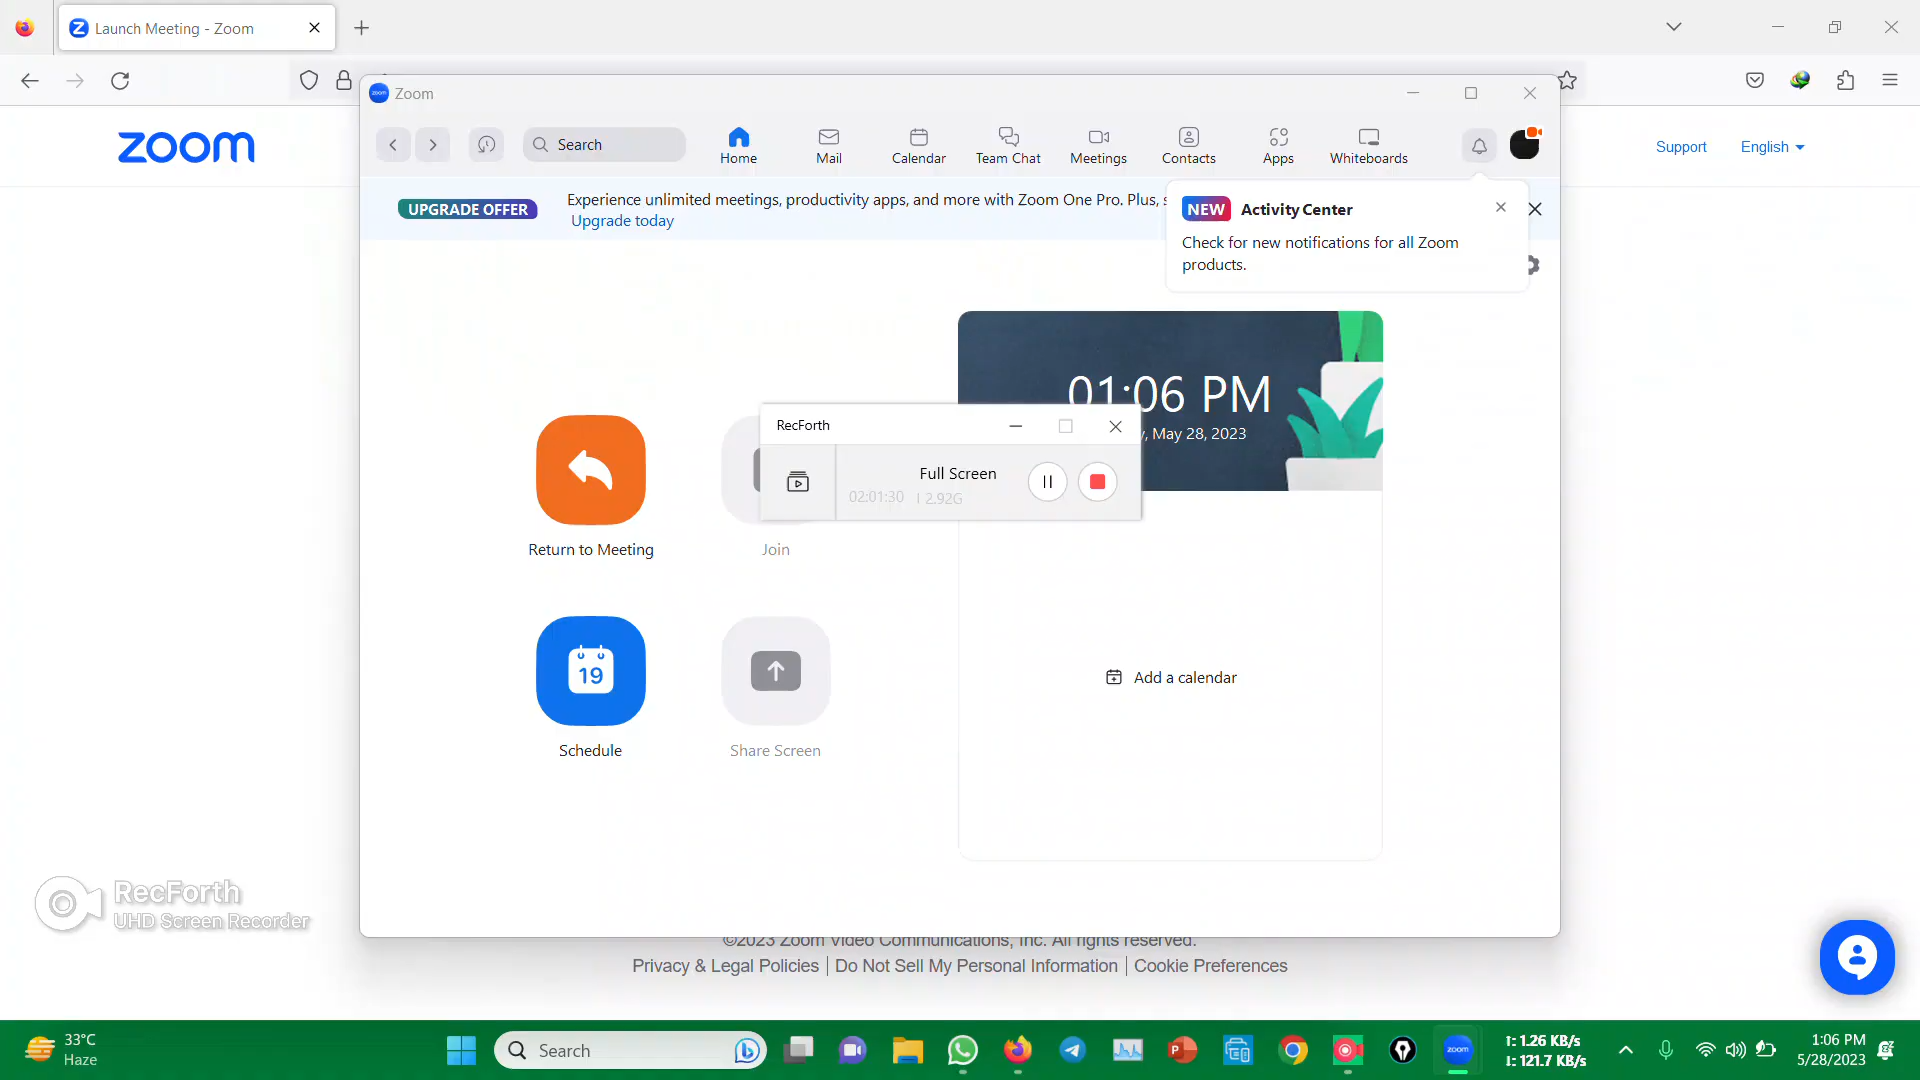 Launch Meeting - Zoom
zoom
Support
English
zoom
Zoom
Search
Home
Mail
Calendar
Team Chat
Meetings
Contacts
Apps
Whiteboards
UPGRADE OFFER
Experience unlimited meetings, productivity apps, and more with Zoom One Pro. Plus, s
Upgrade today
NEW Activity Center
Check for new notifications for all Zoom
products.
01:06 PM
y, May 28, 2023
RecForth
Full Screen
02:01:30 | 2.92G
Return to Meeting
Join
19
Schedule
Share Screen
Add a calendar
RecForth
UHD Screen Recorder
©2023 Zoom Video Communications, Inc. All rights reserved.
Privacy & Legal Policies | Do Not Sell My Personal Information | Cookie Preferences
33°C
Haze
Search
zoom
↑: 1.26 KB/s
↓: 121.7 KB/s
1:06 PM
5/28/2023